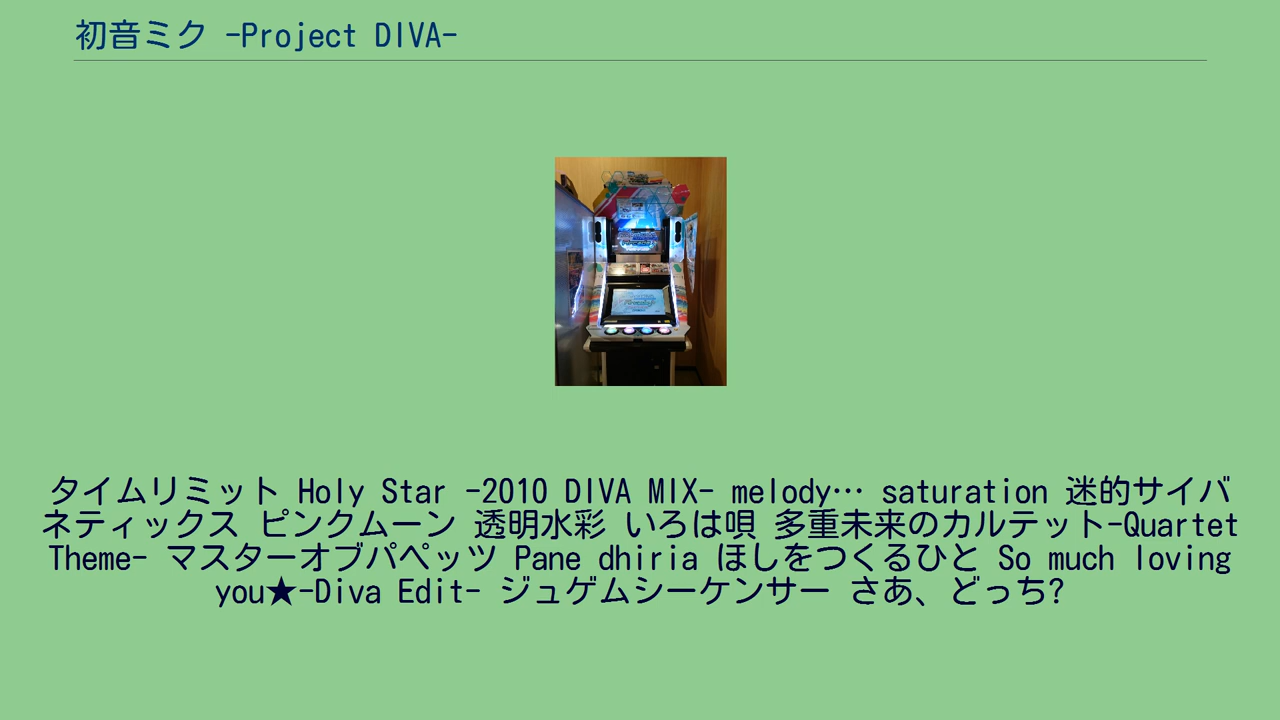 初音ミク -Project DIVA-
タイムリミット Holy Star -2010 DIVA MIX- melody… saturation 迷的サイバ
ネティックス ピンクムーン 透明水彩 いろは唄 多重未来のカルテット-Quartet
Theme- マスターオブパペッツ Pane dhiria ほしをつくるひと So much loving
you★-Diva Edit- ジュゲムシーケンサー さあ、どっち?